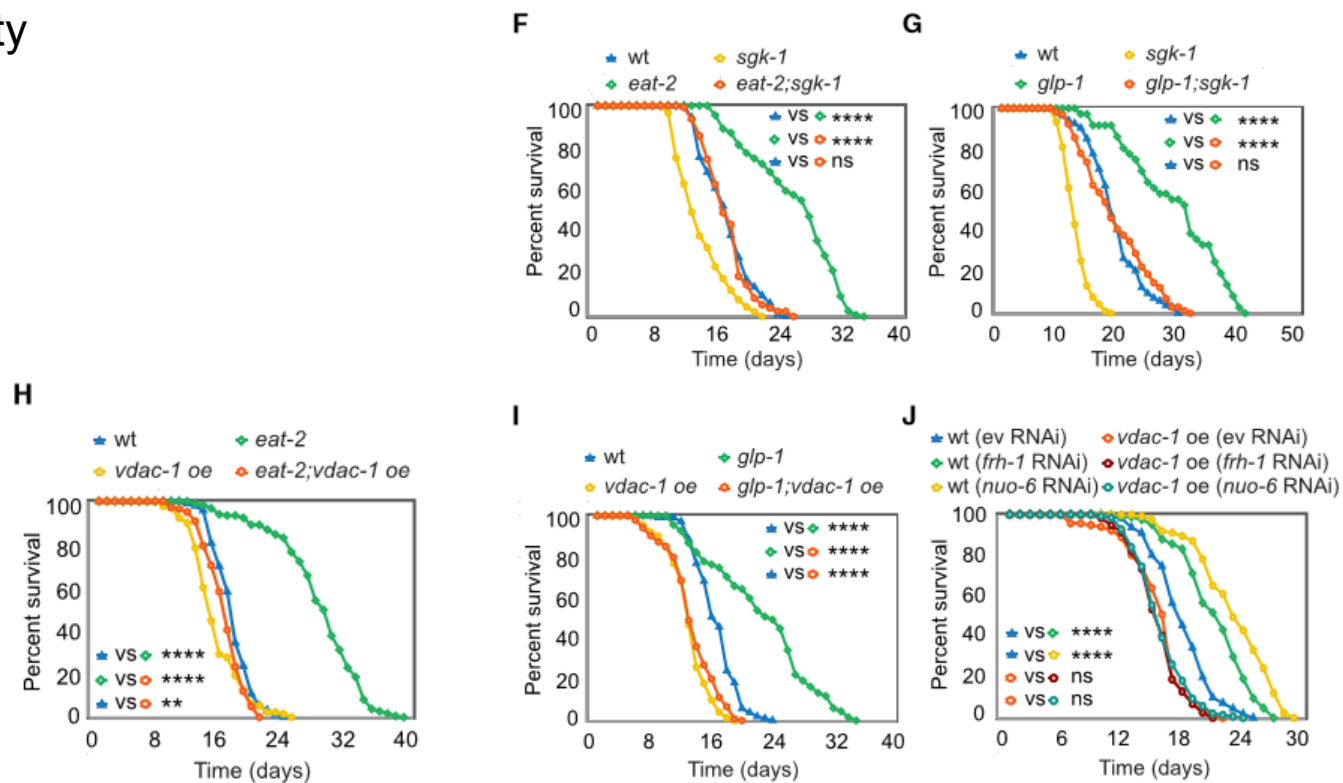 ty
F
wt sgk-1
eat-2 eat-2;sgk-1
vs ****
vs ****
vs ns
Percent survival
100
80
60
40
20
0
0 8 16 24 32 40
Time (days)
G
wt sgk-1
glp-1 glp-1;sgk-1
vs ****
vs ****
vs ns
Percent survival
100
80
60
40
20
0
0 10 20 30 40 50
Time (days)
H
wt eat-2
vdac-1 oe eat-2;vdac-1 oe
vs ****
vs ****
vs **
Percent survival
100
80
60
40
20
0
0 8 16 24 32 40
Time (days)
I
wt glp-1
vdac-1 oe glp-1;vdac-1 oe
vs ****
vs ****
vs ****
Percent survival
100
80
60
40
20
0
0 8 16 24 32 40
Time (days)
J
wt (ev RNAi) vdac-1 oe (ev RNAi)
wt (frh-1 RNAi) vdac-1 oe (frh-1 RNAi)
wt (nuo-6 RNAi) vdac-1 oe (nuo-6 RNAi)
vs ****
vs ****
vs ns
vs ns
Percent survival
100
80
60
40
20
0
0 6 12 18 24 30
Time (days)